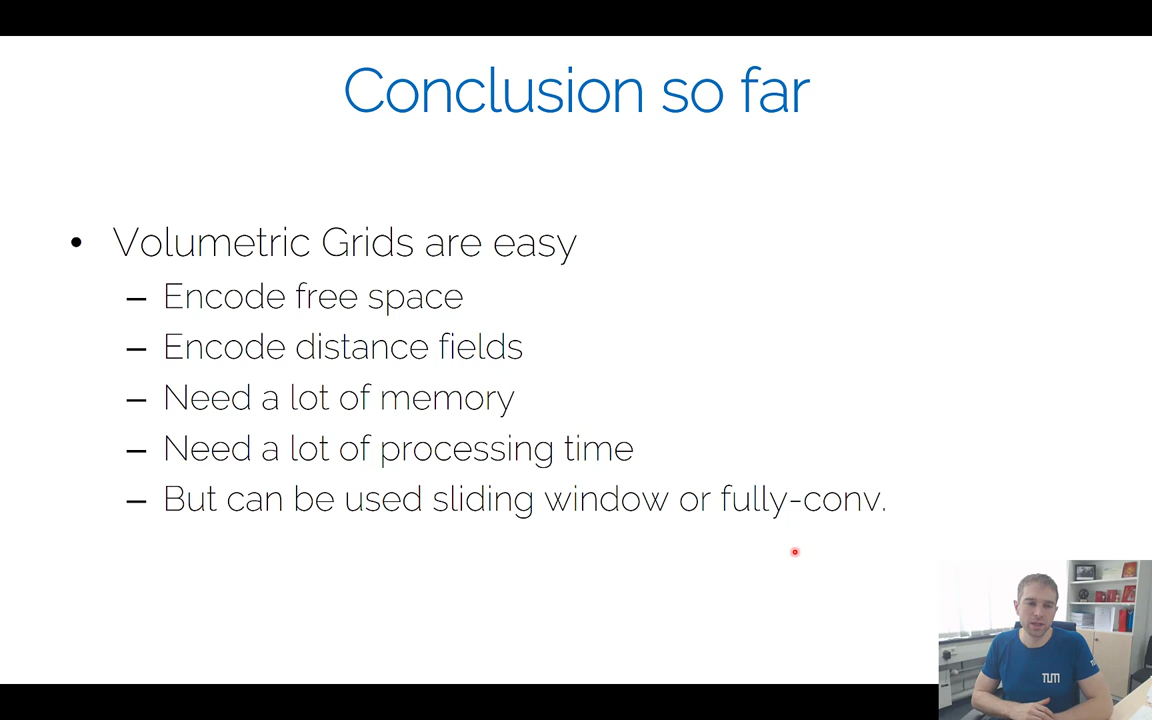 Conclusion so far
• Volumetric Grids are easy
– Encode free space
– Encode distance fields
– Need a lot of memory
– Need a lot of processing time
– But can be used sliding window or fully-conv.
TUM